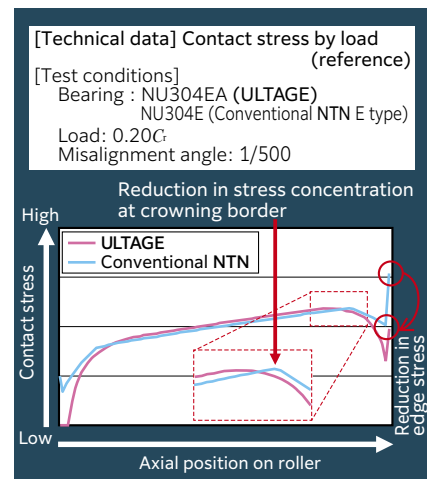 [Technical data] Contact stress by load
(reference)
[Test conditions]
Bearing : NU304EA (ULTAGE)
NU304E (Conventional NTN E type)
Load: 0.20Cr
Misalignment angle: 1/500
Reduction in stress concentration
at crowning border
High
ULTAGE
Conventional NTN
Contact stress
Reduction in
edge stress
Low
Axial position on roller